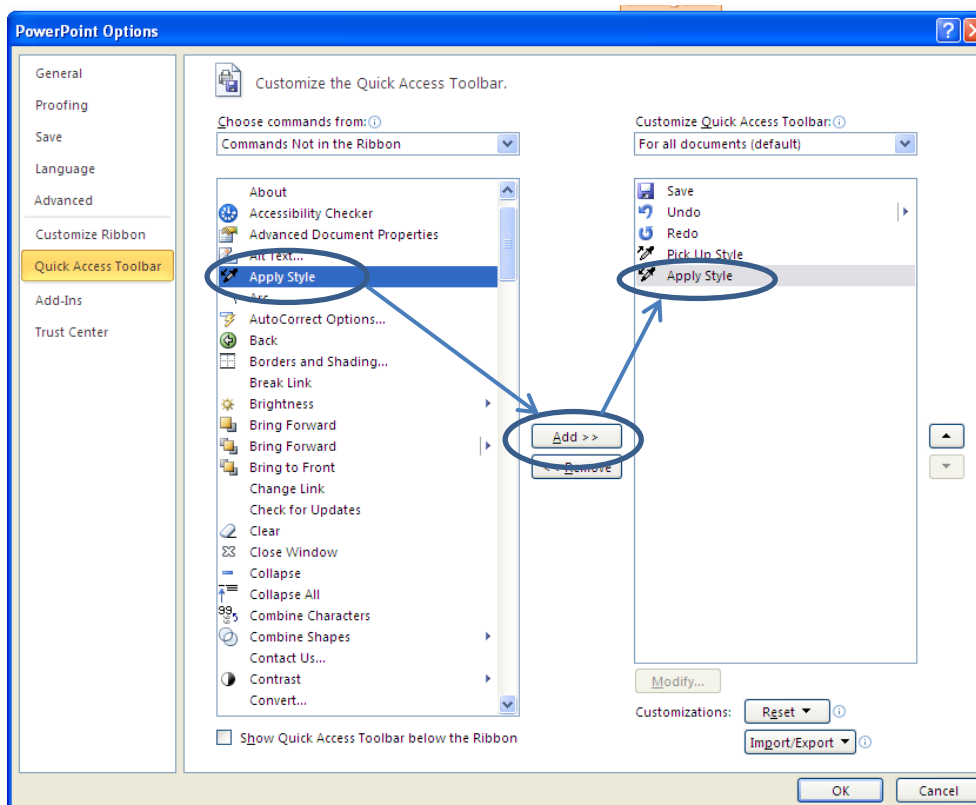 PowerPoint Options
General
Proofing
Save
Language
Advanced
Customize Ribbon
Quick Access Toolbar
Add-Ins
Trust Center
Customize the Quick Access Toolbar.
Choose commands from:
Commands Not in the Ribbon
About
Accessibility Checker
Advanced Document Properties
Alt Text...
Apply Style
Arc
AutoCorrect Options...
Back
Borders and Shading...
Break Link
Brightness
Bring Forward
Bring Forward
Bring to Front
Change Link
Check for Updates
Clear
Close Window
Collapse
Collapse All
Combine Characters
Combine Shapes
Contact Us...
Contrast
Convert...
Show Quick Access Toolbar below the Ribbon
Add >>
<< Remove
Customize Quick Access Toolbar:
For all documents (default)
Save
Undo
Redo
Pick Up Style
Apply Style
Modify...
Customizations: Reset
Import/Export
OK Cancel